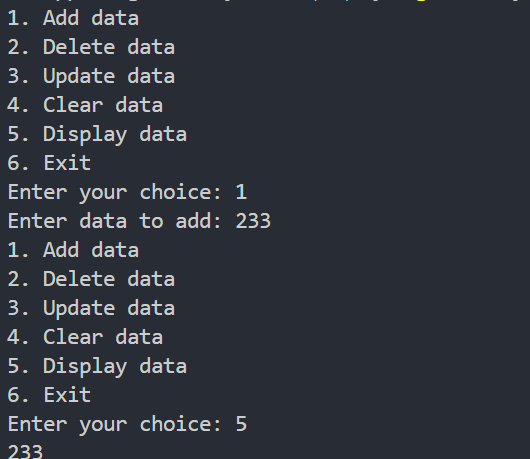 1. Add data
2. Delete data
3. Update data
4. Clear data
5. Display data
6. Exit
Enter your choice: 1
Enter data to add: 233
1. Add data
2. Delete data
3. Update data
4. Clear data
5. Display data
6. Exit
Enter your choice: 5
233